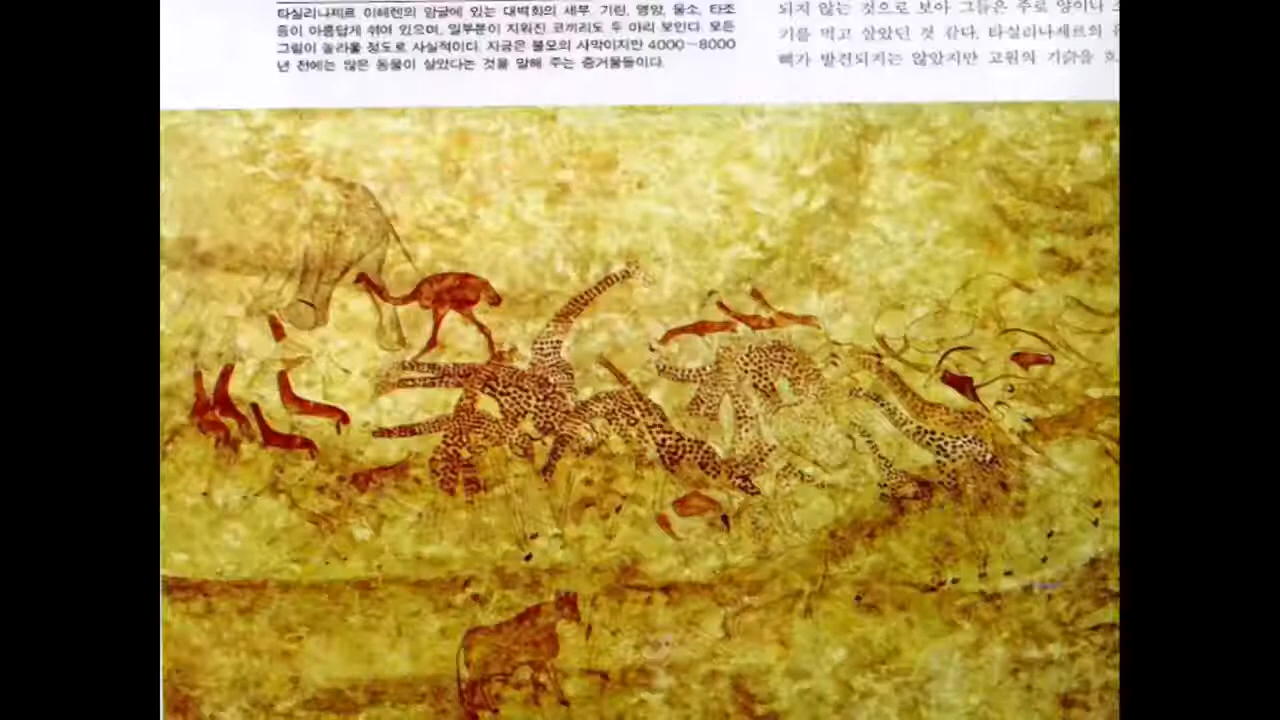 타실리나제르 이헤렌의 암굴에 있는 대벽화의 세부. 기린, 영양, 물소, 타조
등이 아름답게 섞여 있으며, 일부분이 지워진 코끼리도 두 마리 보인다. 모든
그림이 놀라울 정도로 사실적이다. 지금은 불모의 사막이지만 4000~8000
년 전에는 많은 동물이 살았다는 것을 말해 주는 증거물들이다.
되지 않는 것으로 보아 그들은 주로 양이나
기를 먹고 살았던 것 같다. 타실리나제르의
뼈가 발견되지는 않았지만 고원의 기슭을